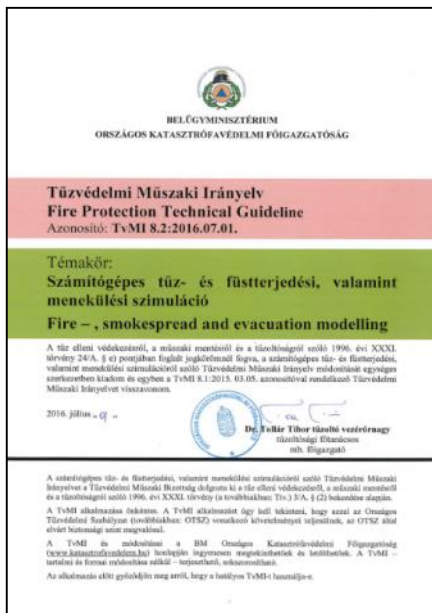 BELÜGYMINISZTÉRIUM
ORSZÁGOS KATASZTRÓFAVÉDELMI FŐIGAZGATÓSÁG
Tűzvédelmi Műszaki Irányelv
Fire Protection Technical Guideline
Azonosító: TvMI 8.2:2016.07.01.
Témakör:
Számítógépes tűz- és füstterjedési, valamint
menekülési szimuláció
Fire – , smokespread and evacuation modelling
A tűz elleni védekezésről, a műszaki mentésről és a tűzoltóságról szóló 1996. évi XXXI.
törvény 24/A. § e) pontjában foglalt jogkörömnél fogva, a számítógépes tűz- és füstterjedési,
valamint menekülési szimulációról szóló Tűzvédelmi Műszaki Irányelv módosítását egységes
szerkezetben kiadom és egyben a TvMI 8.1:2015. 03.05. azonosítóval rendelkező Tűzvédelmi
Műszaki Irányelvet visszavonom.
2016. július
Dr. Tollár Tibor tűzoltó vezérőrnagy
tűzoltósági főtanácsos
mb. főigazgató
A számítógépes tűz- és füstterjedési, valamint menekülési szimulációról szóló Tűzvédelmi Műszaki
Irányelvet a Tűzvédelmi Műszaki Bizottság dolgozta ki a tűz elleni védekezésről, a műszaki mentésről
és a tűzoltóságról szóló 1996. évi XXXI. törvény (a továbbiakban: Ttv.) 3/A. § (2) bekezdése alapján.
A TvMI alkalmazása önkéntes. A TvMI alkalmazását úgy kell tekinteni, hogy azzal az Országos
Tűzvédelmi Szabályzat (továbbiakban: OTSZ) vonatkozó követelményei teljesülnek, az OTSZ által
elvárt biztonsági szint megvalósul.
A TvMI és módosításai a BM Országos Katasztrófavédelmi Főigazgatóság
(www.katasztrofavedelem.hu) honlapján ingyenesen megtekinthetőek és letölthetőek. A TvMI –
tartalmi és formai módosítása nélkül – terjeszthető, sokszorosítható.
Az alkalmazás előtt győződjön meg arról, hogy a hatályos TvMI-t használja-e.